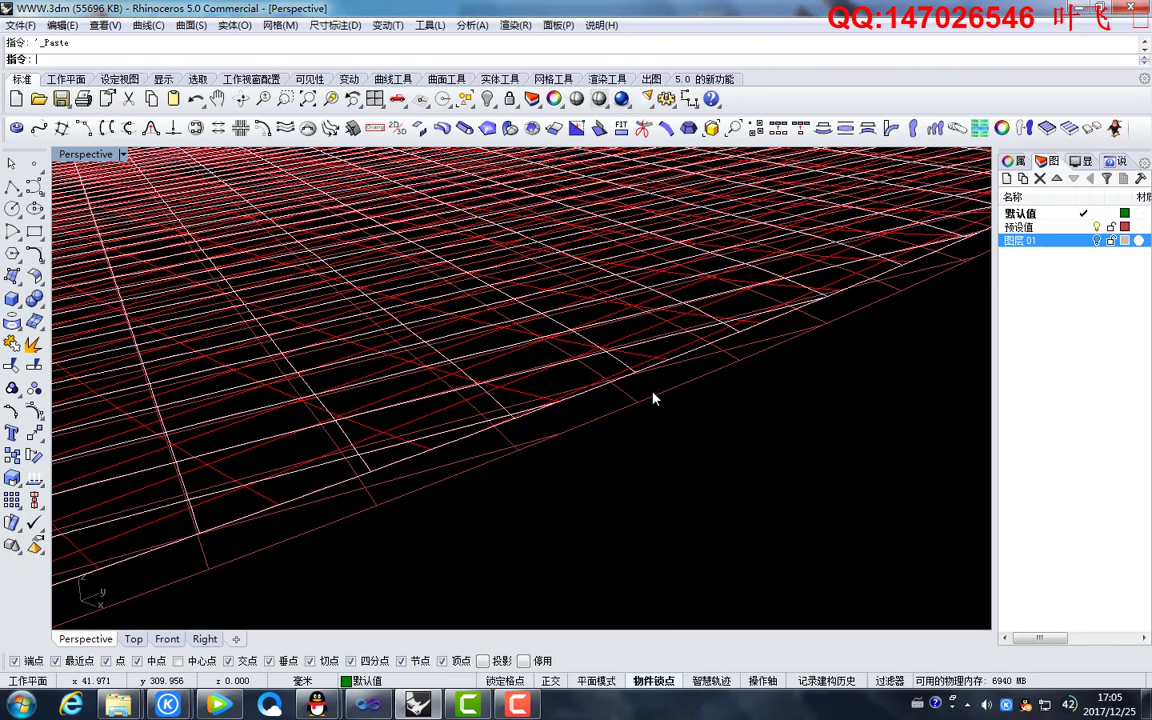 WWW.3dm (55696 KB) - Rhinoceros 5.0 Commercial - [Perspective]
QQ:147026546 叶飞
文件(F) 编辑(E) 查看(V) 曲线(C) 曲面(S) 实体(O) 网格(M) 尺寸标注(D) 变动(T) 工具(L) 分析(A) 渲染(R) 面板(P) 说明(H)
指令: '_Paste
指令:
标准 工作平面 设定视图 显示 选取 工作视窗配置 可见性 变动 曲线工具 曲面工具 实体工具 网格工具 渲染工具 出图 5.0 的新功能
Perspective
属 图 显 说
名称 材质
默认值
预设值
图层 01
z
y
x
Perspective Top Front Right
端点 最近点 点 中点 中心点 交点 垂点 切点 四分点 节点 顶点 投影 停用
工作平面 x 41.971 y 309.956 z 0.000 毫米 默认值 锁定格点 正交 平面模式 物件锁点 智慧轨迹 操作轴 记录建构历史 过滤器 可用的物理内存: 6940 MB
42 17:05
2017/12/25